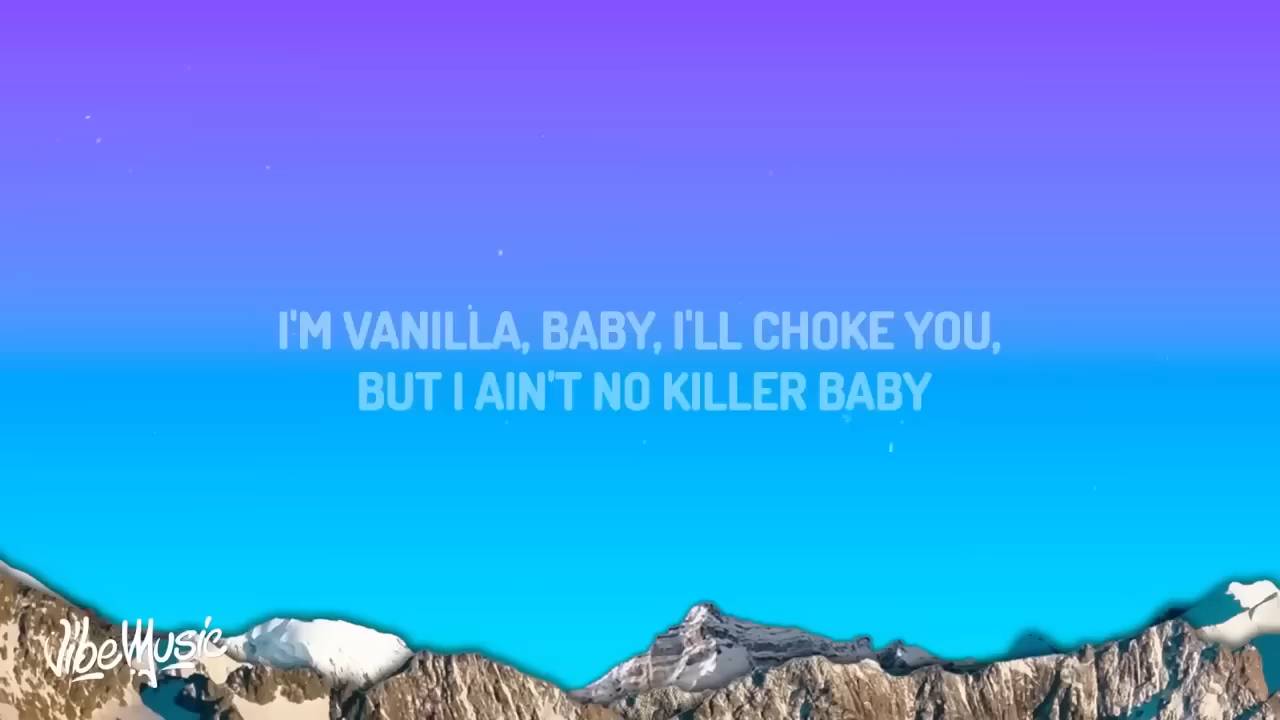 I'M VANILLA, BABY, I'LL CHOKE YOU,
BUT I AIN'T NO KILLER BABY
VibeMusic